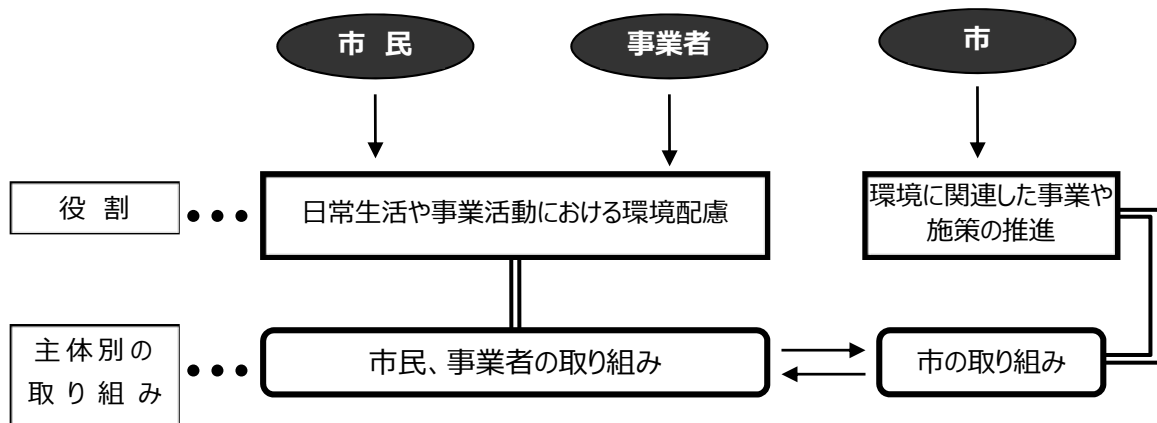 市 民
事業者
市
役 割
日常生活や事業活動における環境配慮
環境に関連した事業や
施策の推進
主体別の
取り組み
市民、事業者の取り組み
市の取り組み